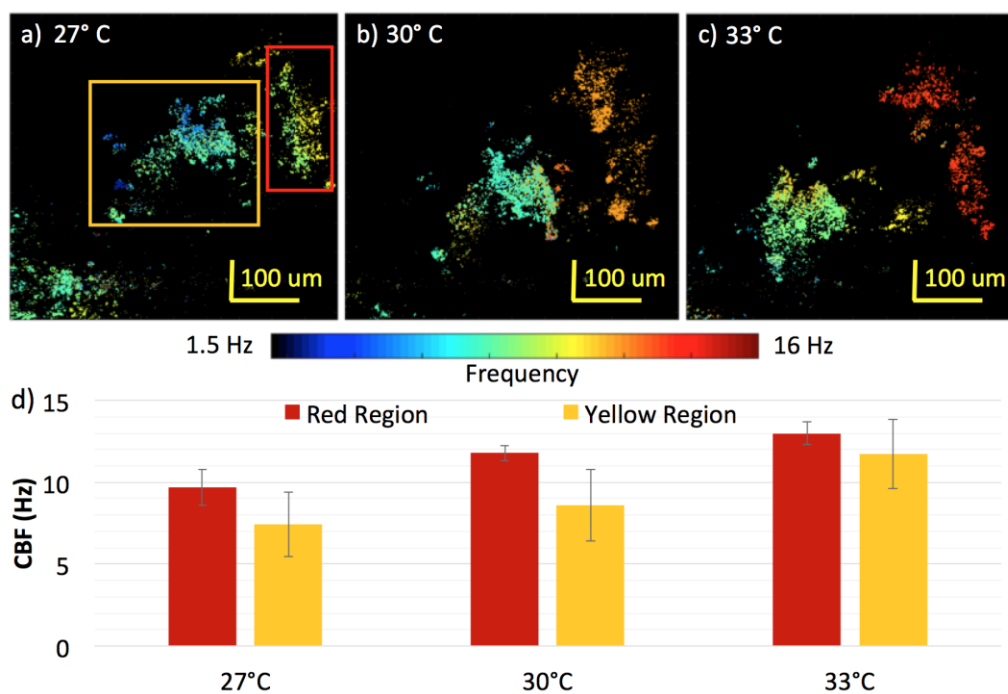 a) 27° C
b) 30° C
c) 33° C
100 um
100 um
100 um
1.5 Hz
16 Hz
Frequency
d)
15
Red Region
Yellow Region
10
CBF (Hz)
5
0
27°C
30°C
33°C